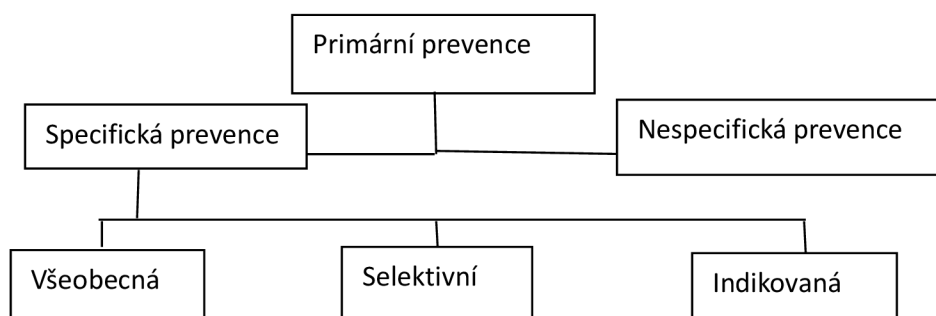 Primární prevence
Specifická prevence
Nespecifická prevence
Všeobecná
Selektivní
Indikovaná